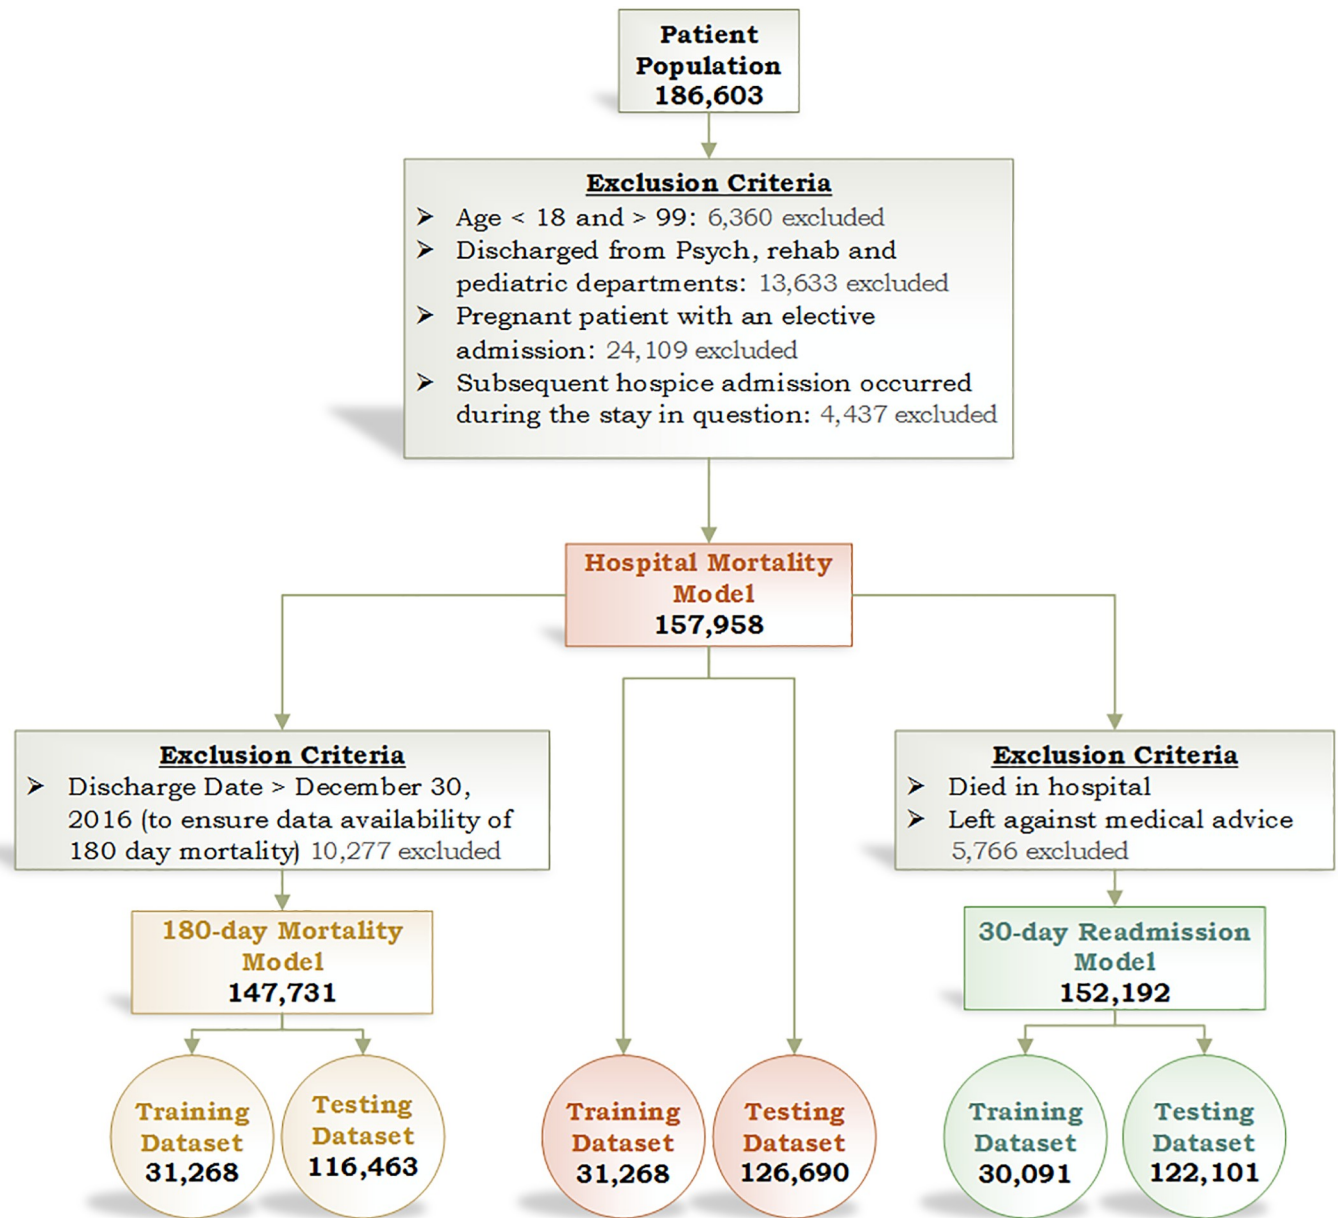 Patient
Population
186,603
Exclusion Criteria
➢ Age < 18 and > 99: 6,360 excluded
➢ Discharged from Psych, rehab and
pediatric departments: 13,633 excluded
➢ Pregnant patient with an elective
admission: 24,109 excluded
➢ Subsequent hospice admission occurred
during the stay in question: 4,437 excluded
Hospital Mortality
Model
157,958
Exclusion Criteria
➢ Discharge Date > December 30,
2016 (to ensure data availability of
180 day mortality) 10,277 excluded
Exclusion Criteria
➢ Died in hospital
➢ Left against medical advice
5,766 excluded
180-day Mortality
Model
147,731
30-day Readmission
Model
152,192
Training
Dataset
31,268
Testing
Dataset
116,463
Training
Dataset
31,268
Testing
Dataset
126,690
Training
Dataset
30,091
Testing
Dataset
122,101